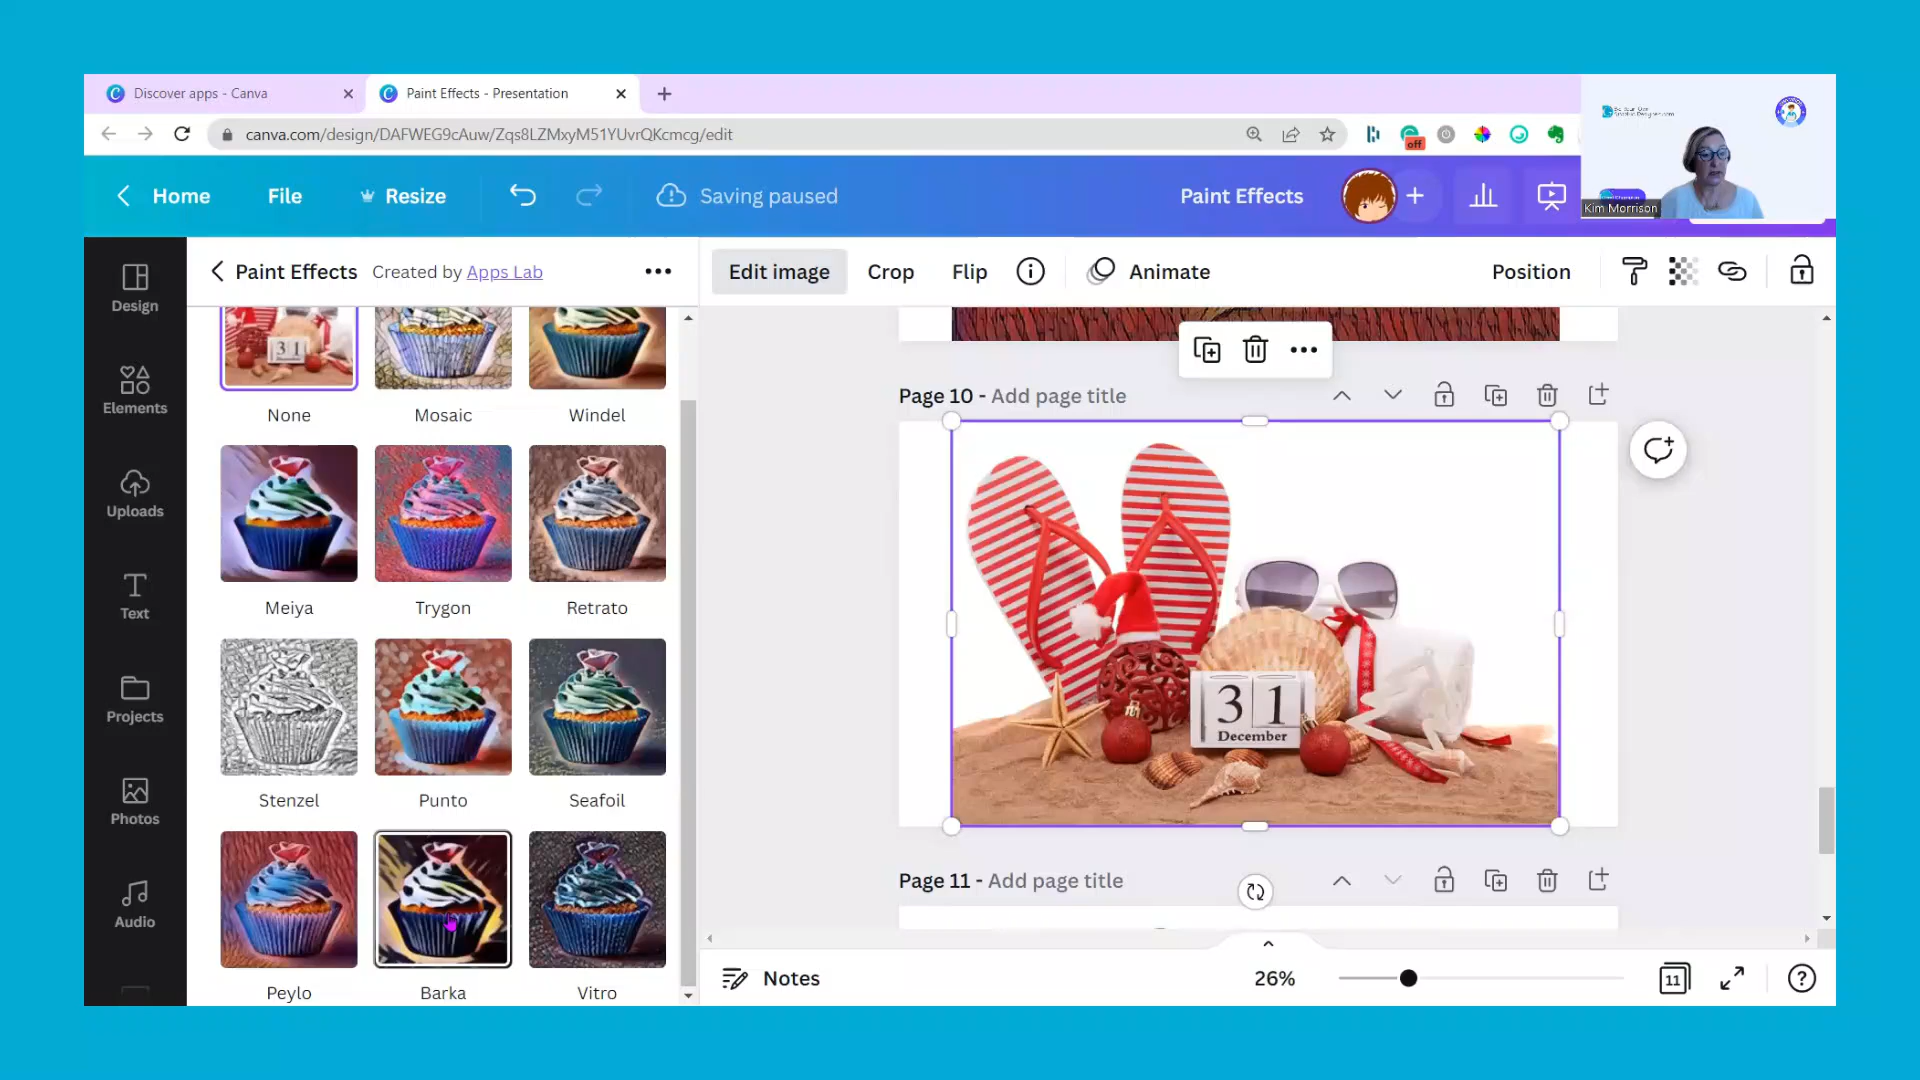 Discover apps - Canva
Paint Effects - Presentation
canva.com/design/DAFWEG9cAuw/Zqs8LZMxyM51YUvrQKcmcg/edit
off
Home
File
Resize
Saving paused
Paint Effects
Kim Morrison
Design
Elements
Uploads
Text
Projects
Photos
Audio
Paint Effects
Created by Apps Lab
None
Mosaic
Windel
Meiya
Trygon
Retrato
Stenzel
Punto
Seafoil
Peylo
Barka
Vitro
Edit image
Crop
Flip
Animate
Position
Page 10 - Add page title
31
December
31
December
Page 11 - Add page title
Notes
26%
11